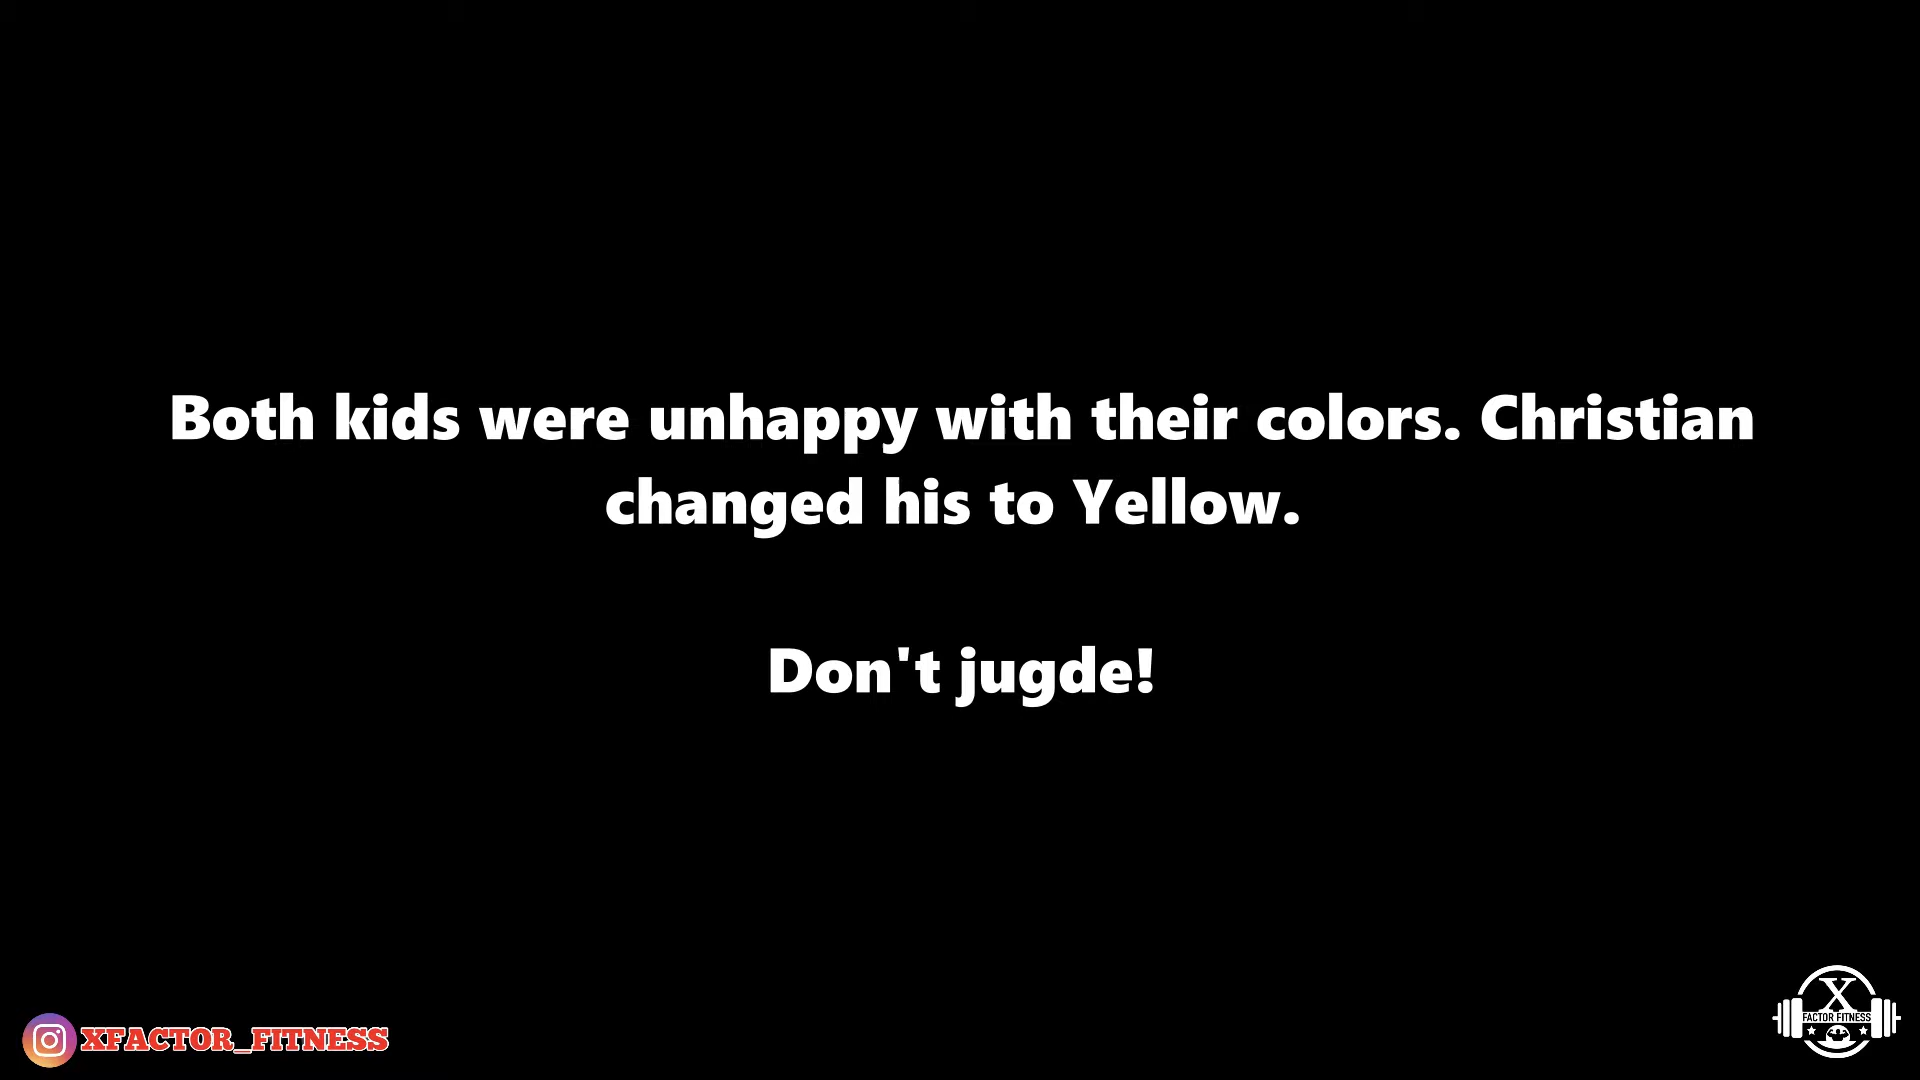 Both kids were unhappy with their colors. Christian
changed his to Yellow.
Don't jugde!
XFACTOR_FITNESS
X
FACTOR FITNESS